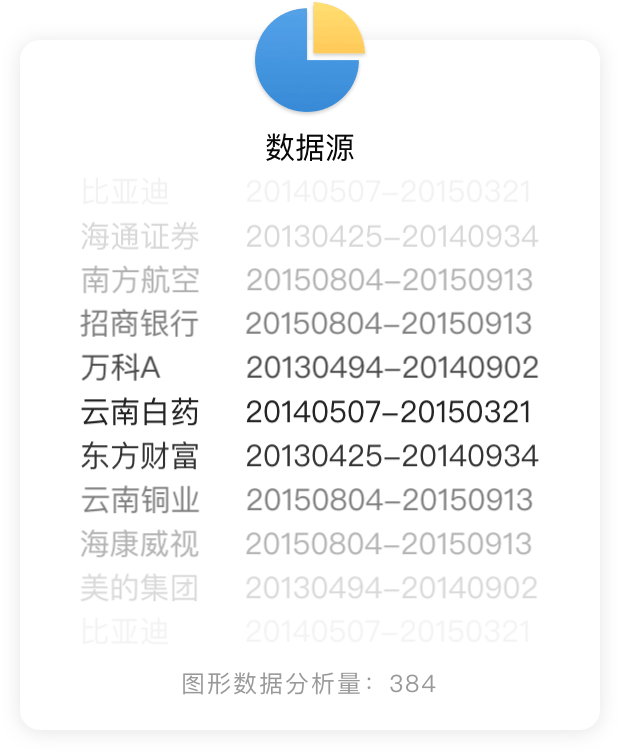 数据源
比亚迪 20140507-20150321
海通证券 20130425-20140934
南方航空 20150804-20150913
招商银行 20150804-20150913
万科A 20130494-20140902
云南白药 20140507-20150321
东方财富 20130425-20140934
云南铜业 20150804-20150913
海康威视 20150804-20150913
美的集团 20130494-20140902
比亚迪 20140507-20150321
图形数据分析量：384